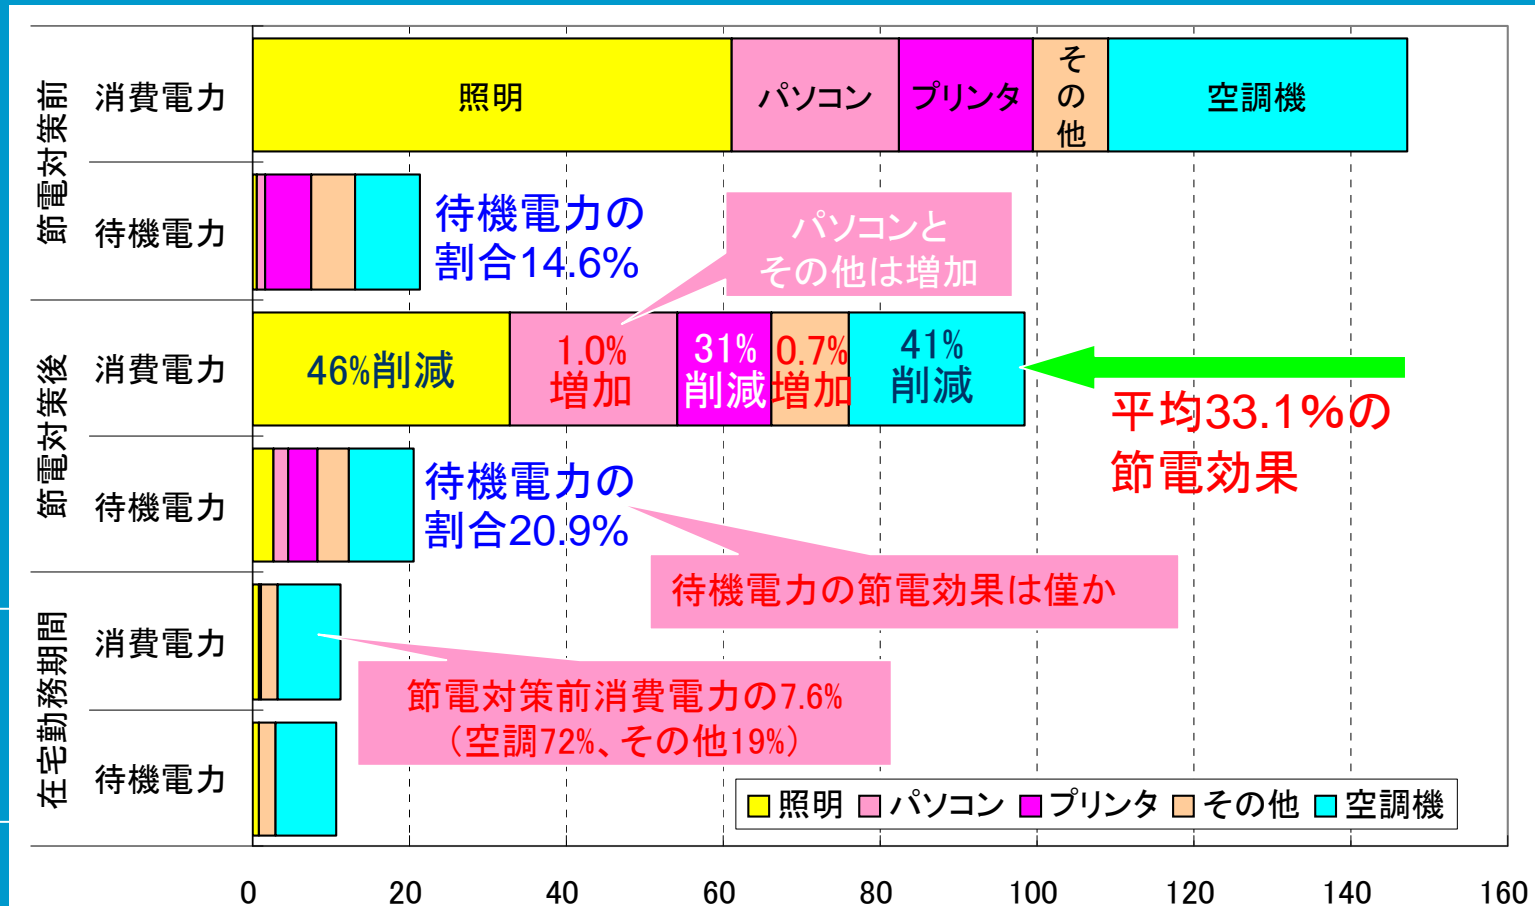 節電対策前
消費電力
照明
パソコン
プリンタ
その他
空調機
待機電力
待機電力の
割合14.6%
パソコンと
その他は増加
節電対策後
消費電力
46%削減
1.0%
増加
31%
削減
0.7%
増加
41%
削減
平均33.1%の
節電効果
待機電力
待機電力の
割合20.9%
待機電力の節電効果は僅か
在宅勤務期間
消費電力
節電対策前消費電力の7.6%
（空調72%、その他19%）
待機電力
照明 パソコン プリンタ その他 空調機
0 20 40 60 80 100 120 140 160